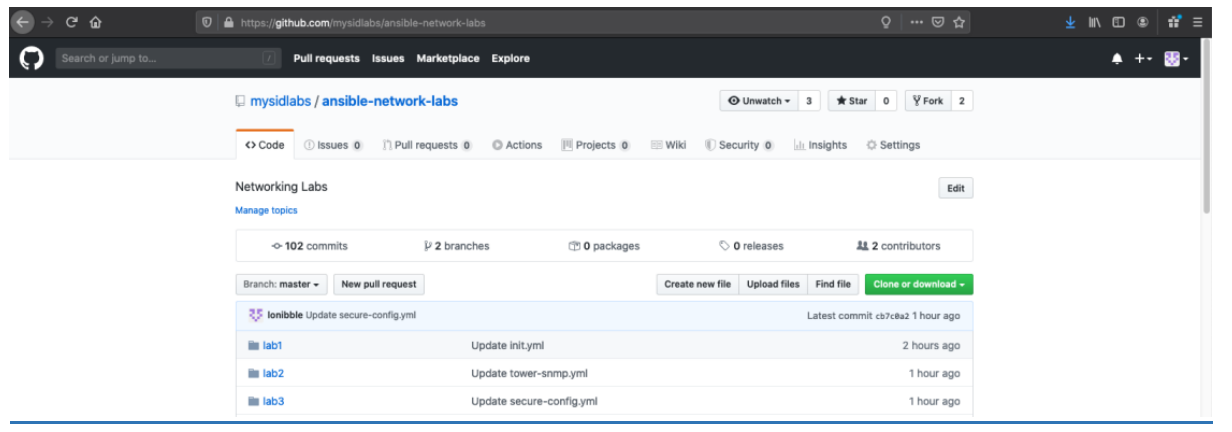 https://github.com/mysidlabs/ansible-network-labs
Search or jump to... / Pull requests Issues Marketplace Explore
mysidlabs / ansible-network-labs Unwatch 3 Star 0 Fork 2
Code Issues 0 Pull requests 0 Actions Projects 0 Wiki Security 0 Insights Settings
Networking Labs Edit
Manage topics
102 commits 2 branches 0 packages 0 releases 2 contributors
Branch: master New pull request Create new file Upload files Find file Clone or download
lonibble Update secure-config.yml Latest commit cb7c0a2 1 hour ago
lab1 Update init.yml 2 hours ago
lab2 Update tower-snmp.yml 1 hour ago
lab3 Update secure-config.yml 1 hour ago